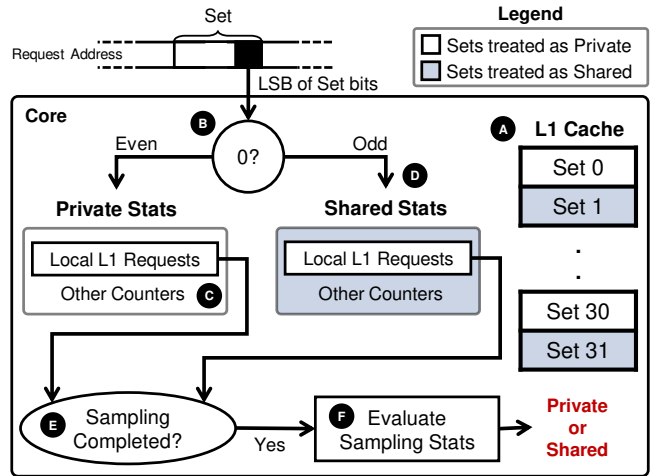 Set
Legend
Request Address
Sets treated as Private
LSB of Set bits
Sets treated as Shared
Core
B
A
L1 Cache
Even
0?
Odd
D
Set 0
Private Stats
Shared Stats
Set 1
Local L1 Requests
Local L1 Requests
.
.
Other Counters
C
Other Counters
Set 30
Set 31
E
Sampling
Completed?
Yes
F
Evaluate
Sampling Stats
Private
or
Shared